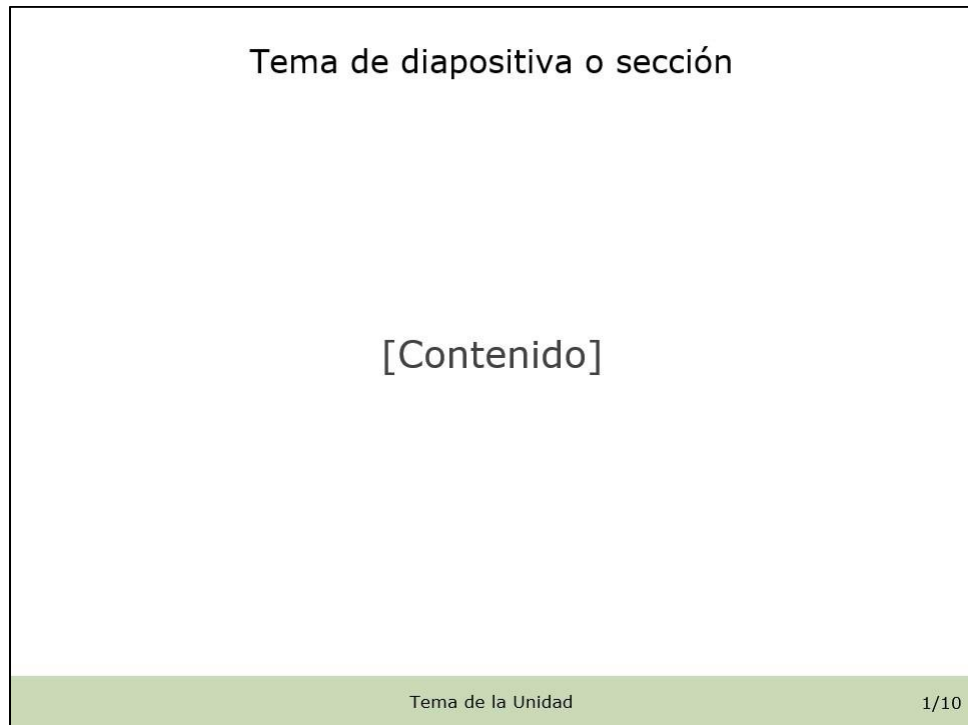 Tema de diapositiva o sección
[Contenido]
Tema de la Unidad
1/10